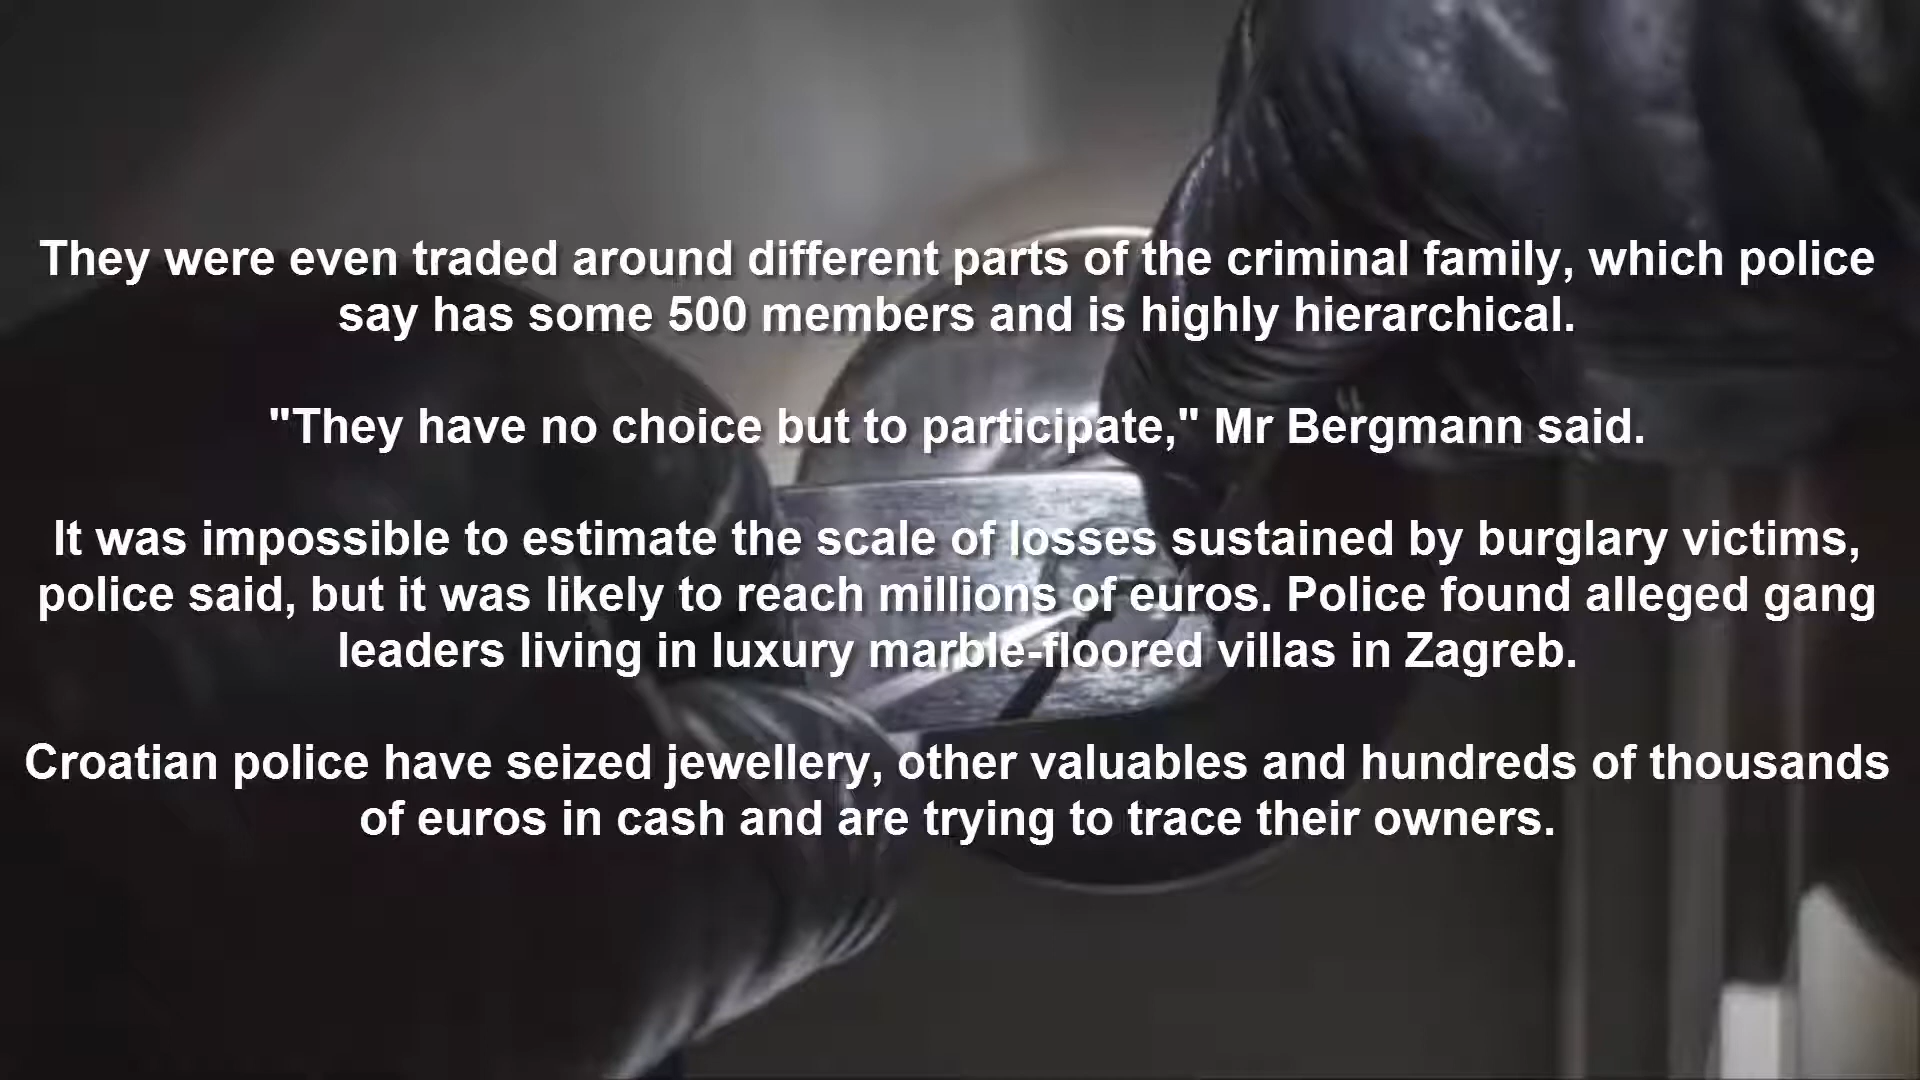 They were even traded around different parts of the criminal family, which police
say has some 500 members and is highly hierarchical.
"They have no choice but to participate," Mr Bergmann said.
It was impossible to estimate the scale of losses sustained by burglary victims,
police said, but it was likely to reach millions of euros. Police found alleged gang
leaders living in luxury marble-floored villas in Zagreb.
Croatian police have seized jewellery, other valuables and hundreds of thousands
of euros in cash and are trying to trace their owners.